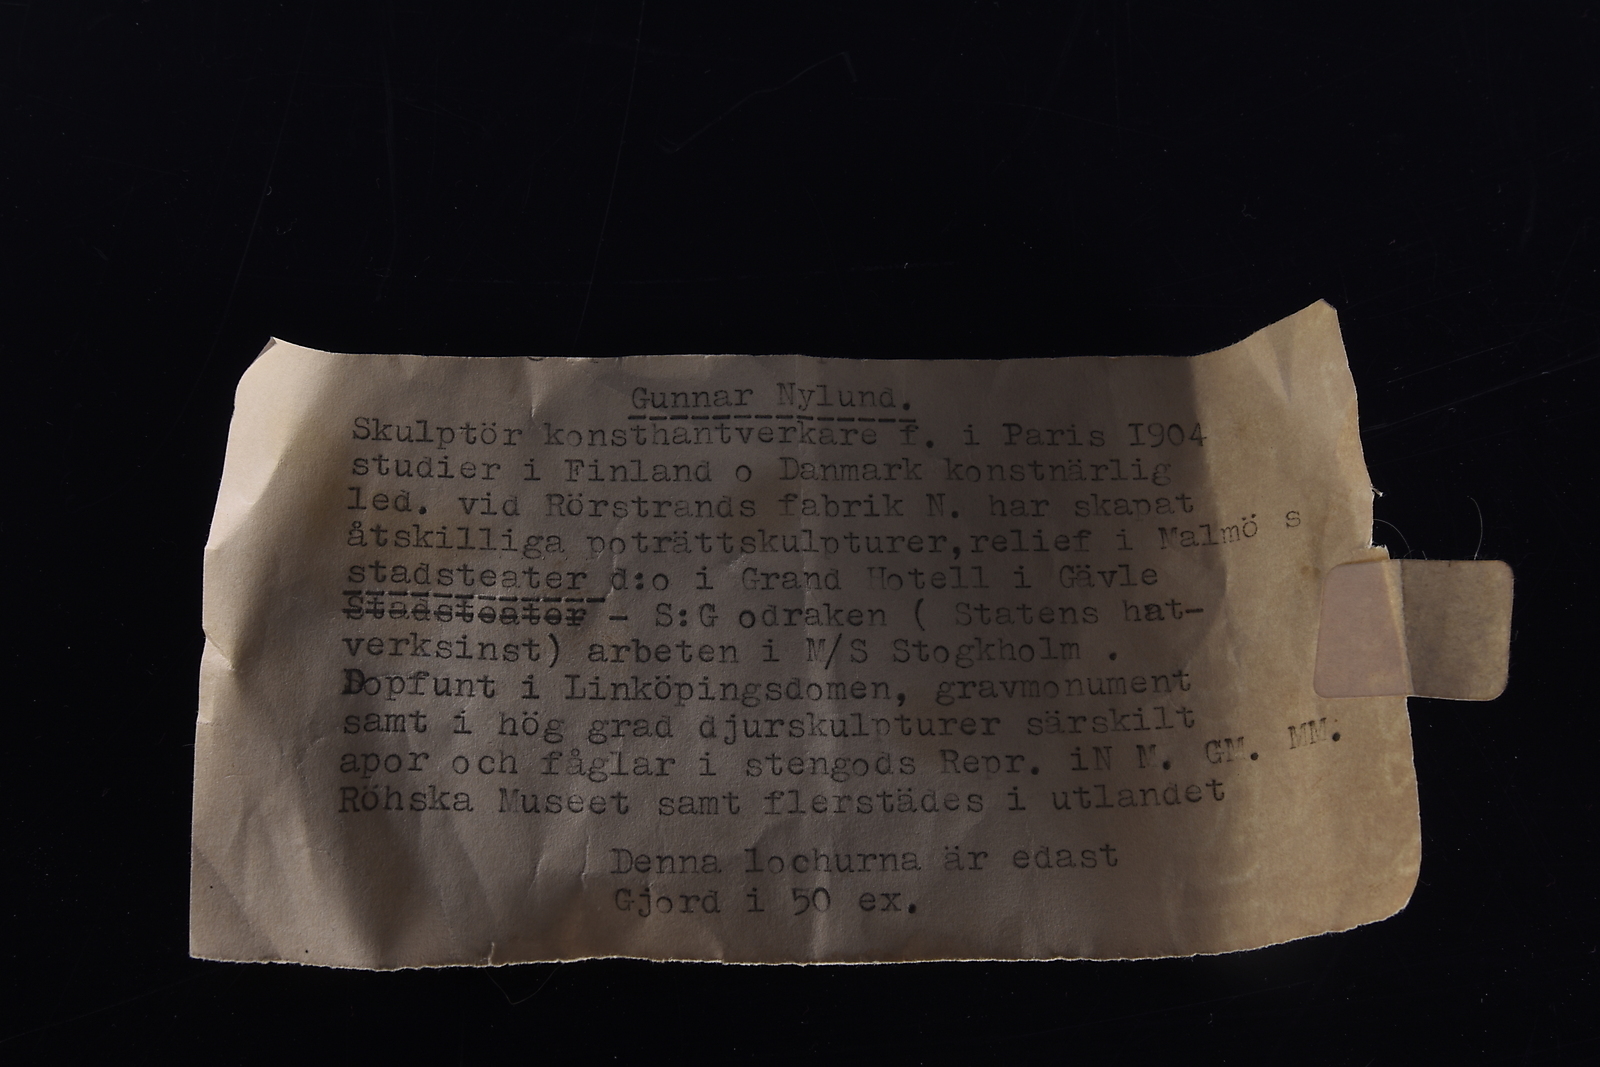 Gunnar Nylund.
Skulptör konsthantverkare f. i Paris I904
studier i Finland o Danmark konstnärlig
led. vid Rörstrands fabrik N. har skapat
åtskilliga poträttskulpturer,relief i Malmö s
stadsteater d:o i Grand Hotell i Gävle
Stadsteater - S:G odraken ( Statens hat-
verksinst) arbeten i M/S Stogkholm .
Dopfunt i Linköpingsdomen, gravmonument
samt i hög grad djurskulpturer särskilt
apor och fåglar i stengods Repr. iN M. GM. MM.
Röhska Museet samt flerstädes i utlandet
Denna lochurna är edast
Gjord i 50 ex.